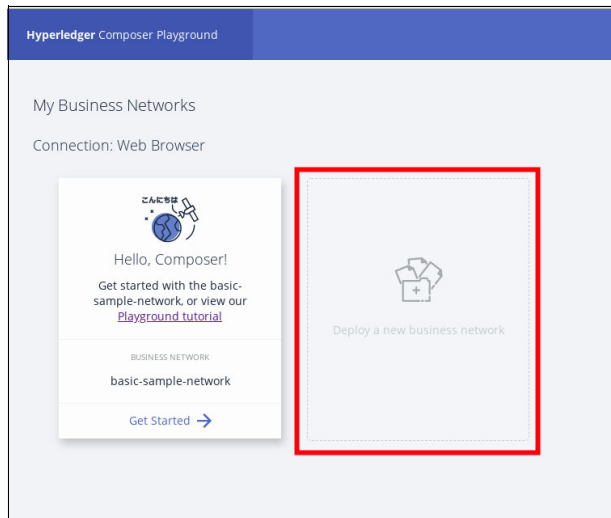 Hyperledger Composer Playground
My Business Networks
Connection: Web Browser
こんにちは
Hello, Composer!
Get started with the basic-
sample-network, or view our
Playground tutorial
BUSINESS NETWORK
basic-sample-network
Get Started
Deploy a new business network